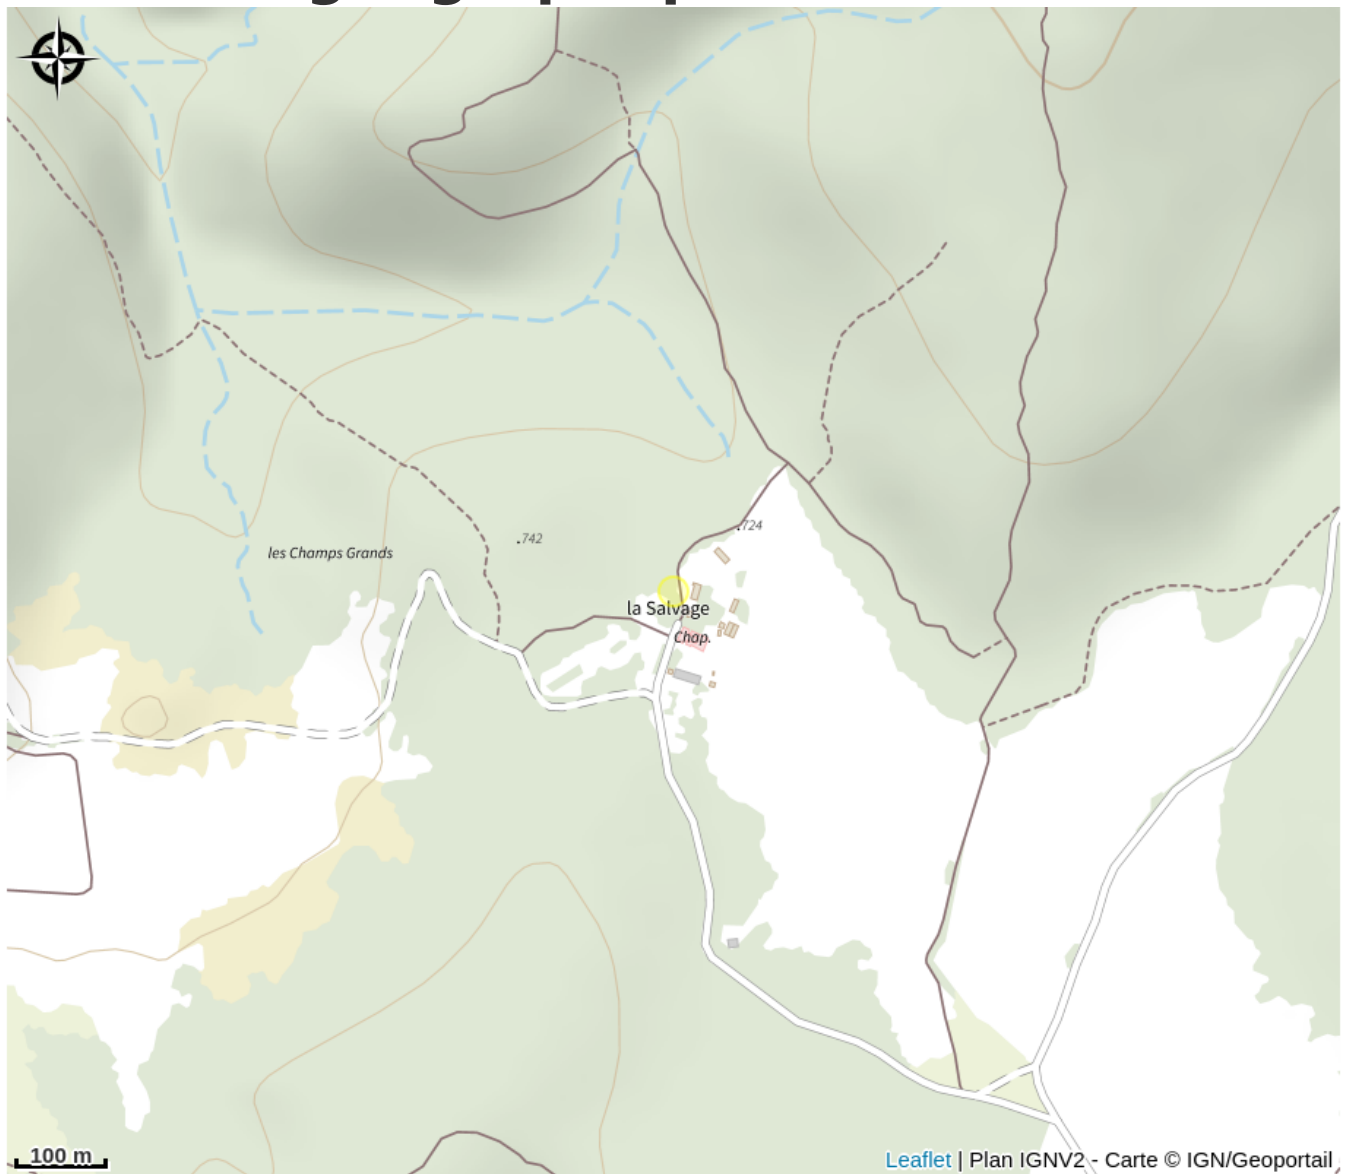 724
.742
les Champs Grands
la Salvage
Chap.
100 m
Leaflet | Plan IGNV2 - Carte © IGN/Geoportail